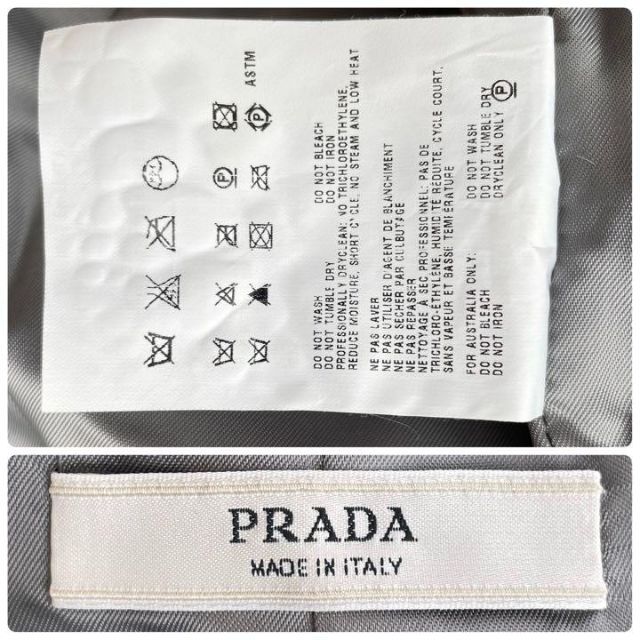 ASTM
DO NOT WASH
DO NOT BLEACH
DO NOT TUMBLE DRY
DO NOT IRON
PROFESSIONALLY DRYCLEAN: NO TRICHLOROETHYLENE,
REDUCE MOISTURE, SHORT CYCLE, NO STEAM AND LOW HEAT
NE PAS LAVER
NE PAS UTILISER D'AGENT DE BLANCHIMENT
NE PAS SECHER PAR CULBUTAGE
NE PAS REPASSER
NETTOYAGE A SEC PROFESSIONNEL: PAS DE
TRICHLORO-ETHYLENE, HUMIDITE REDUITE, CYCLE COURT,
SANS VAPEUR ET BASSE TEMPERATURE
FOR AUSTRALIA ONLY:
DO NOT WASH
DO NOT BLEACH
DO NOT TUMBLE DRY
DO NOT IRON
DRYCLEAN ONLY P
PRADA
MADE IN ITALY